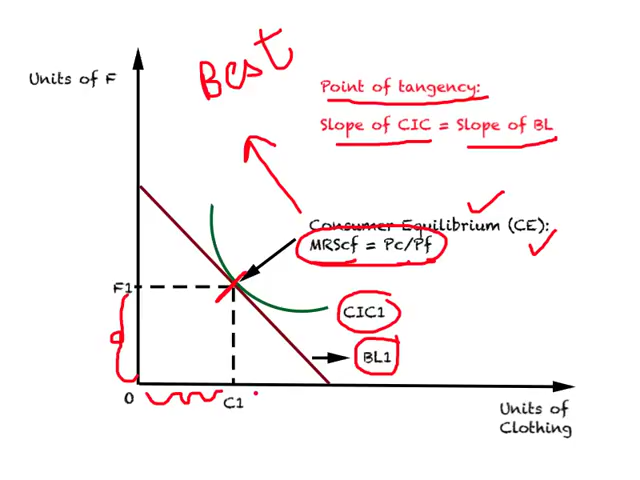 Best
Units of F
Point of tangency:
Slope of CIC = Slope of BL
Consumer Equilibrium (CE):
MRScf = Pc/Pf
F1
CIC1
BL1
0
C1
Units of
Clothing